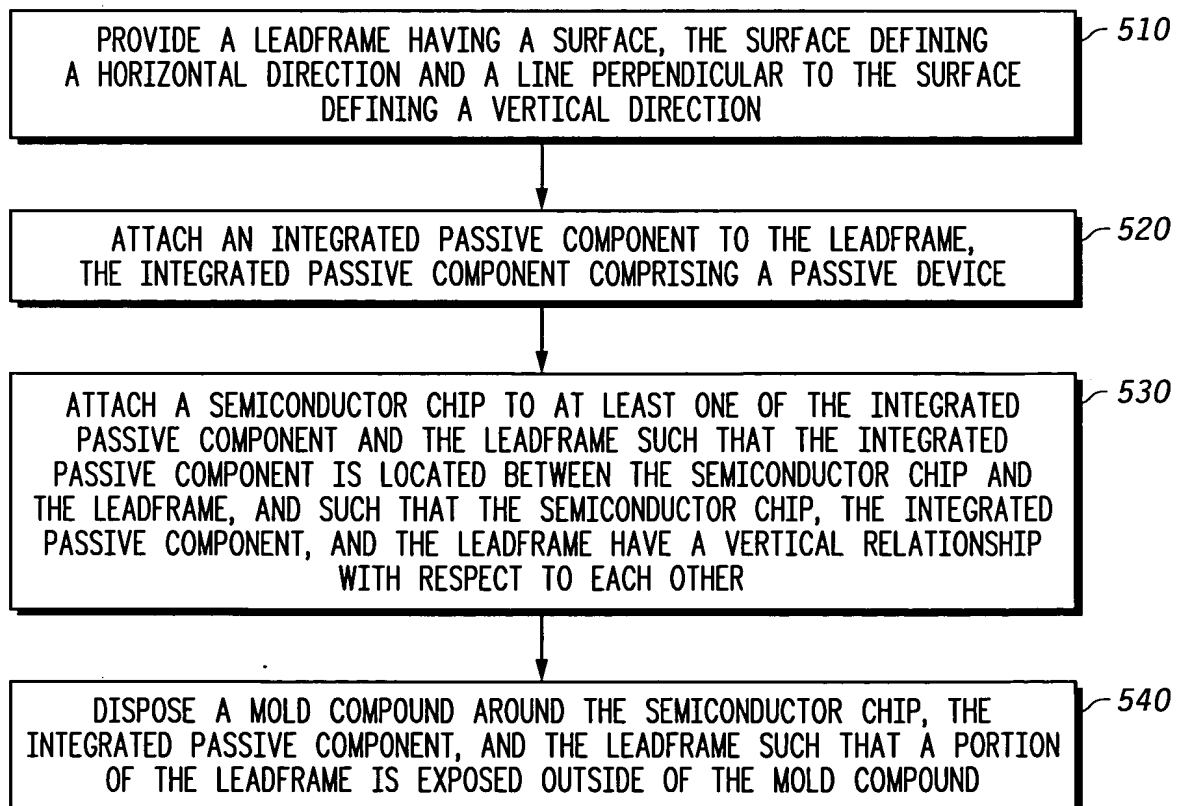 PROVIDE A LEADFRAME HAVING A SURFACE, THE SURFACE DEFINING
A HORIZONTAL DIRECTION AND A LINE PERPENDICULAR TO THE SURFACE
DEFINING A VERTICAL DIRECTION
510
ATTACH AN INTEGRATED PASSIVE COMPONENT TO THE LEADFRAME,
THE INTEGRATED PASSIVE COMPONENT COMPRISING A PASSIVE DEVICE
520
ATTACH A SEMICONDUCTOR CHIP TO AT LEAST ONE OF THE INTEGRATED
PASSIVE COMPONENT AND THE LEADFRAME SUCH THAT THE INTEGRATED
PASSIVE COMPONENT IS LOCATED BETWEEN THE SEMICONDUCTOR CHIP AND
THE LEADFRAME, AND SUCH THAT THE SEMICONDUCTOR CHIP, THE INTEGRATED
PASSIVE COMPONENT, AND THE LEADFRAME HAVE A VERTICAL RELATIONSHIP
WITH RESPECT TO EACH OTHER
530
DISPOSE A MOLD COMPOUND AROUND THE SEMICONDUCTOR CHIP, THE
INTEGRATED PASSIVE COMPONENT, AND THE LEADFRAME SUCH THAT A PORTION
OF THE LEADFRAME IS EXPOSED OUTSIDE OF THE MOLD COMPOUND
540